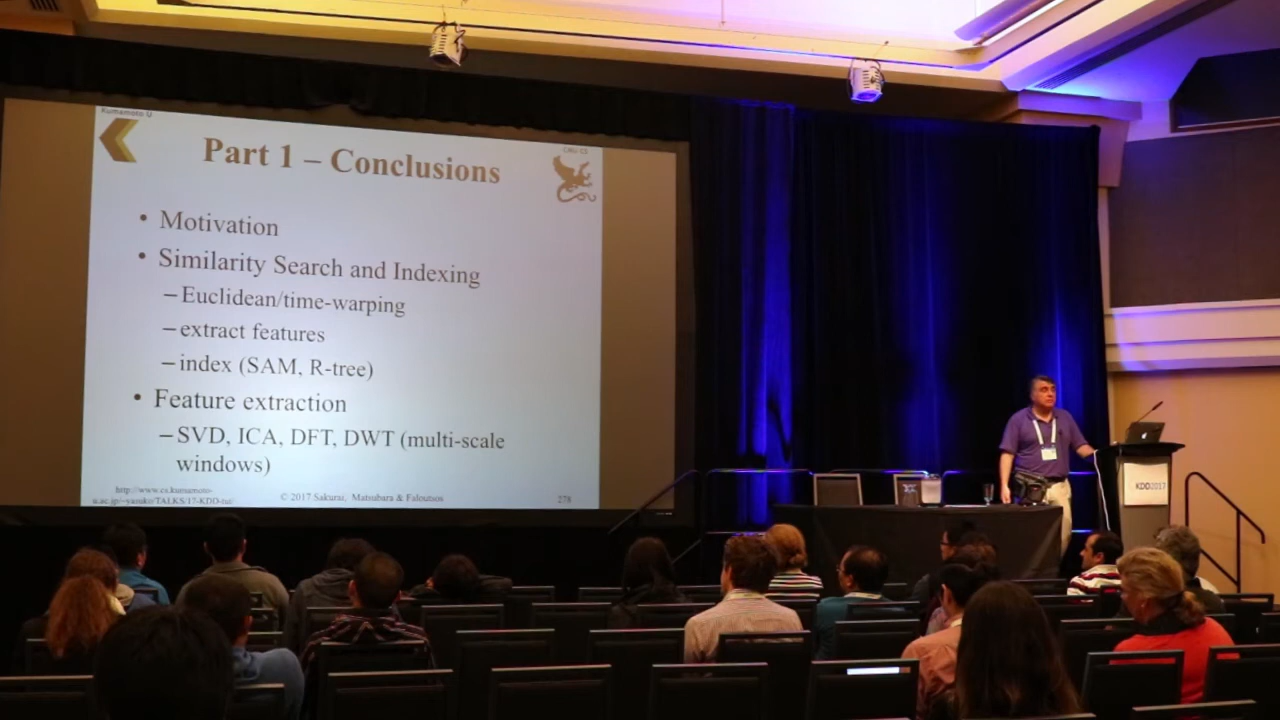 Kumamoto U
CMU CS
Part 1 – Conclusions
• Motivation
• Similarity Search and Indexing
– Euclidean/time-warping
– extract features
– index (SAM, R-tree)
• Feature extraction
– SVD, ICA, DFT, DWT (multi-scale
windows)
http://www.cs.kumamoto-
u.ac.jp/~yasuko/TALKS/17-KDD-tut/
© 2017 Sakurai, Matsubara & Faloutsos
278
KDD2017